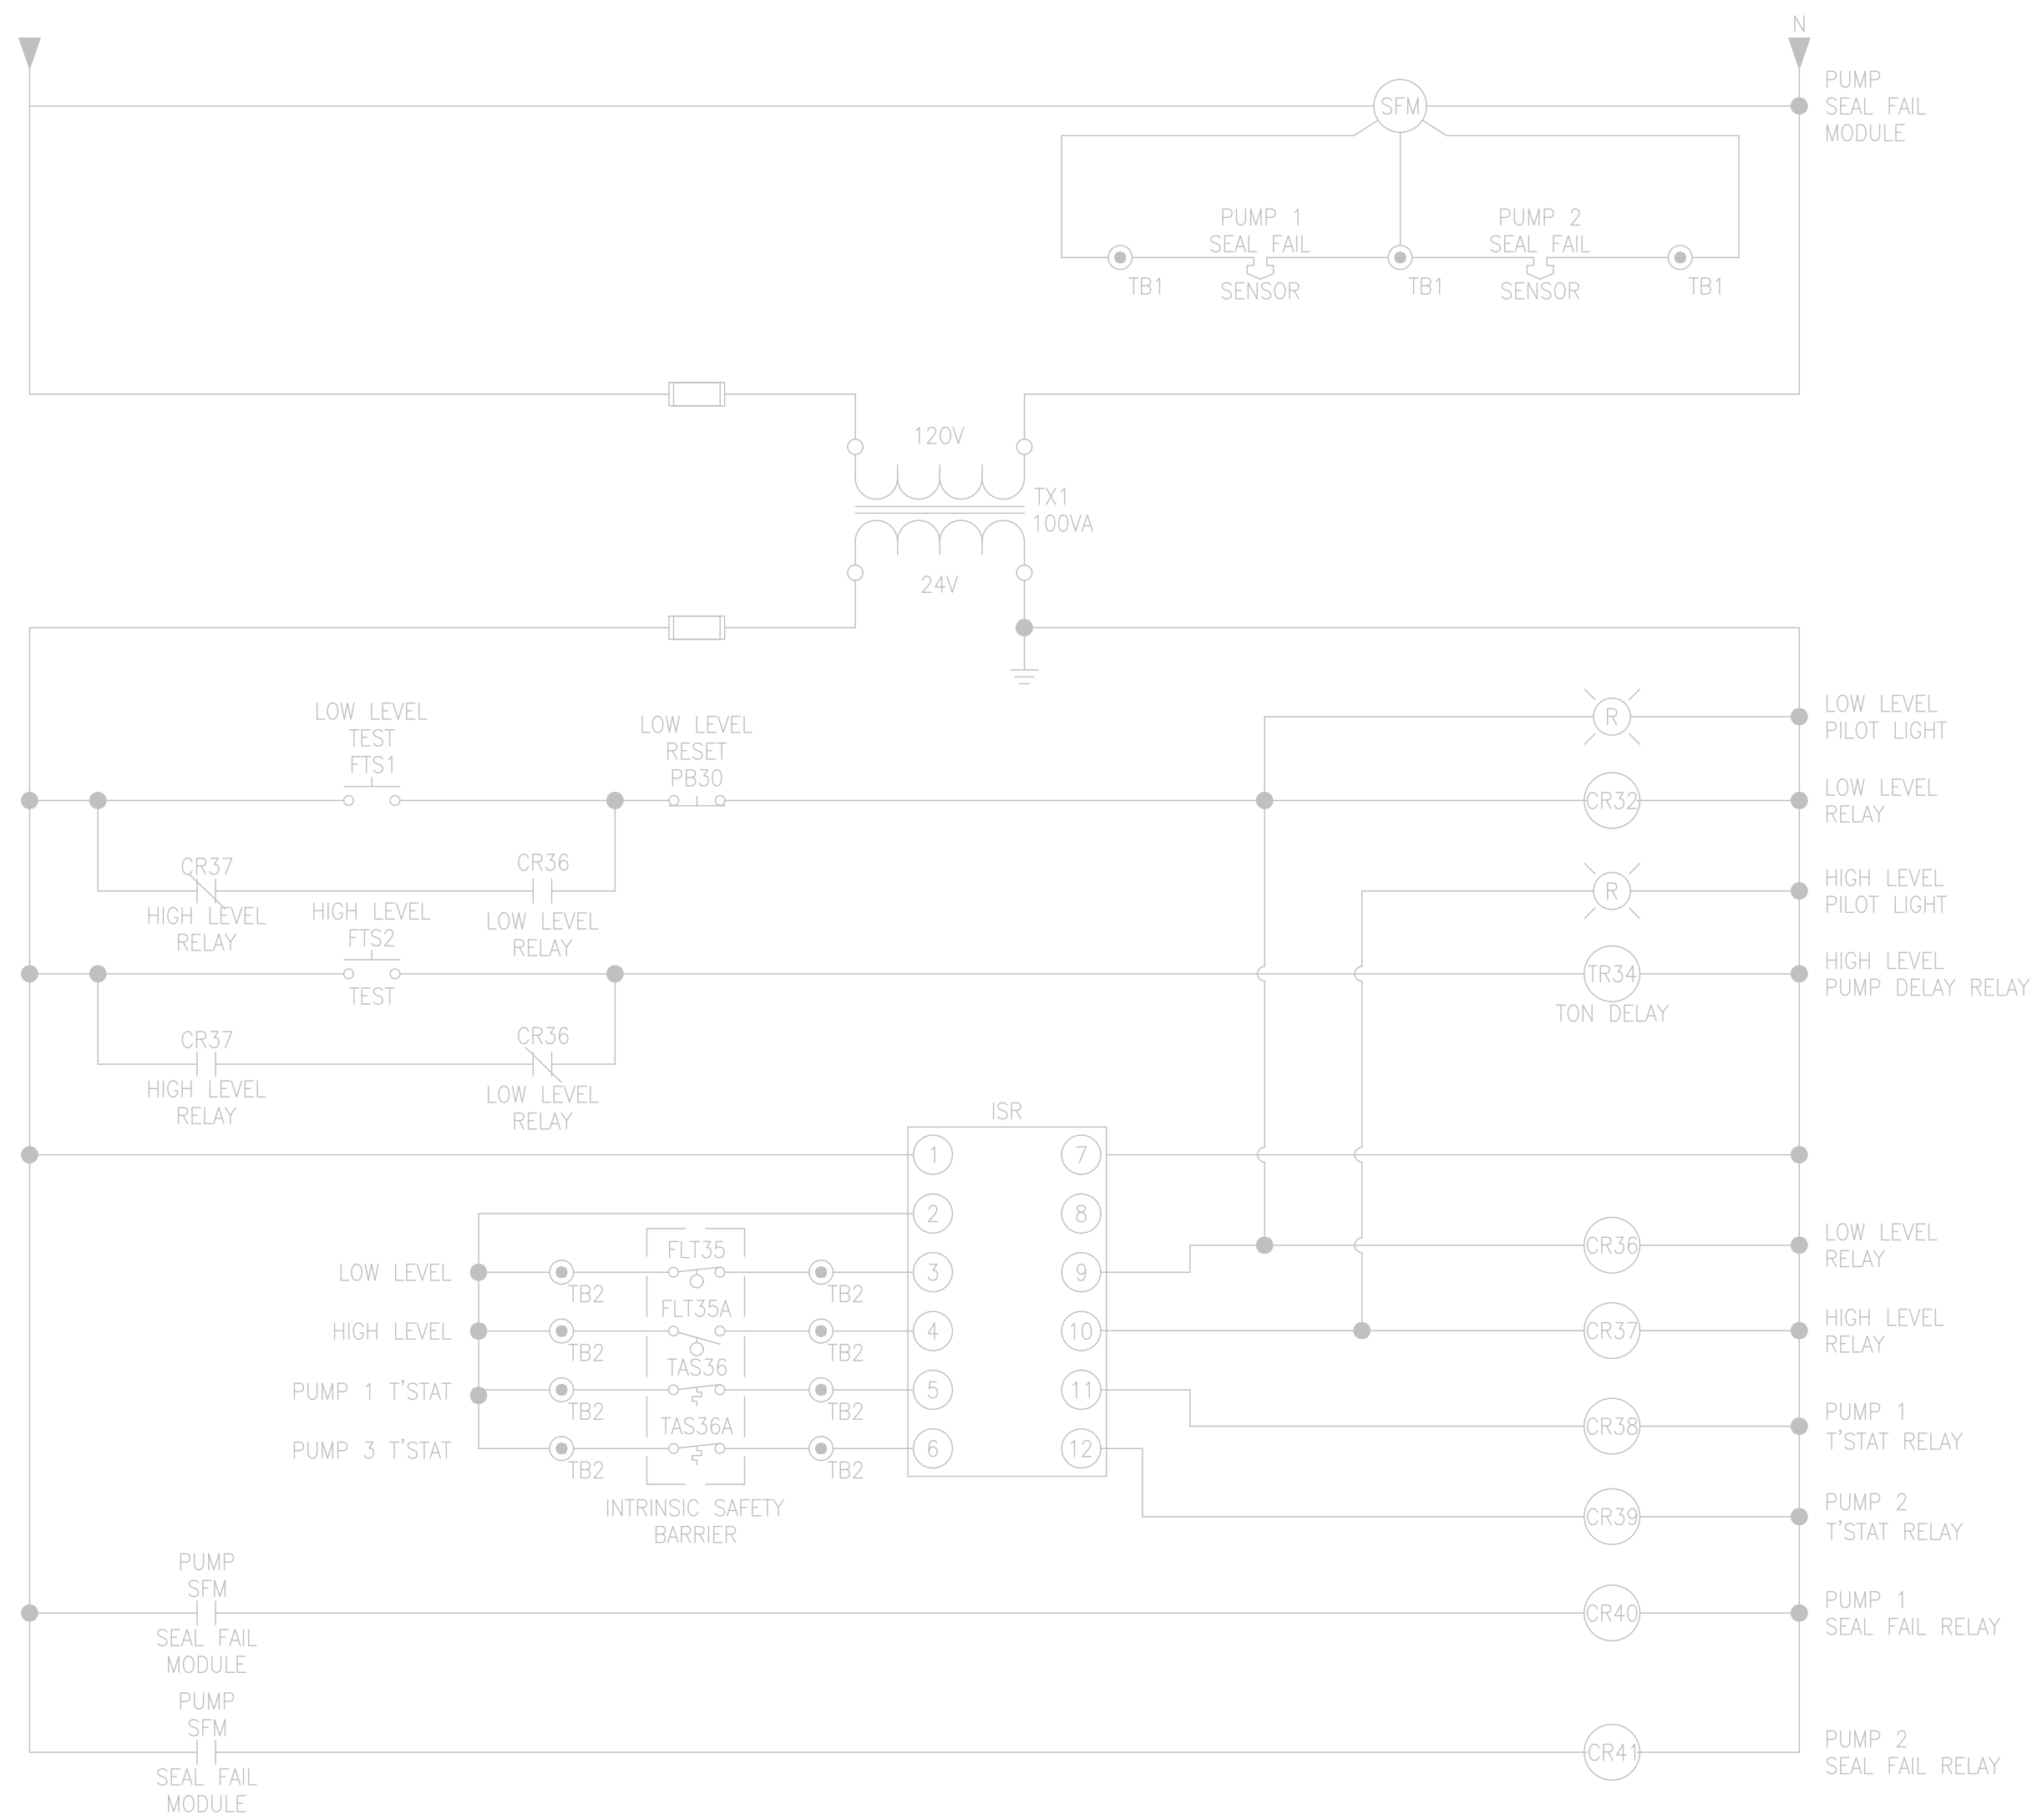 N
PUMP
SEAL FAIL
MODULE
SFM
PUMP 1
SEAL FAIL
SENSOR
PUMP 2
SEAL FAIL
SENSOR
TB1
TB1
TB1
120V
TX1
100VA
24V
LOW LEVEL
TEST
FTS1
LOW LEVEL
RESET
PB30
R
LOW LEVEL
PILOT LIGHT
CR32
LOW LEVEL
RELAY
CR37
HIGH LEVEL
RELAY
CR36
LOW LEVEL
RELAY
R
HIGH LEVEL
PILOT LIGHT
HIGH LEVEL
FTS2
TEST
TR34
TON DELAY
HIGH LEVEL
PUMP DELAY RELAY
CR37
HIGH LEVEL
RELAY
CR36
LOW LEVEL
RELAY
ISR
1
7
2
8
LOW LEVEL
TB2
FLT35
TB2
3
9
CR36
LOW LEVEL
RELAY
HIGH LEVEL
TB2
FLT35A
TB2
4
10
CR37
HIGH LEVEL
RELAY
PUMP 1 T'STAT
TB2
TAS36
TB2
5
11
CR38
PUMP 1
T'STAT RELAY
PUMP 3 T'STAT
TB2
TAS36A
TB2
6
12
CR39
PUMP 2
T'STAT RELAY
INTRINSIC SAFETY
BARRIER
PUMP
SFM
SEAL FAIL
MODULE
CR40
PUMP 1
SEAL FAIL RELAY
PUMP
SFM
SEAL FAIL
MODULE
CR41
PUMP 2
SEAL FAIL RELAY